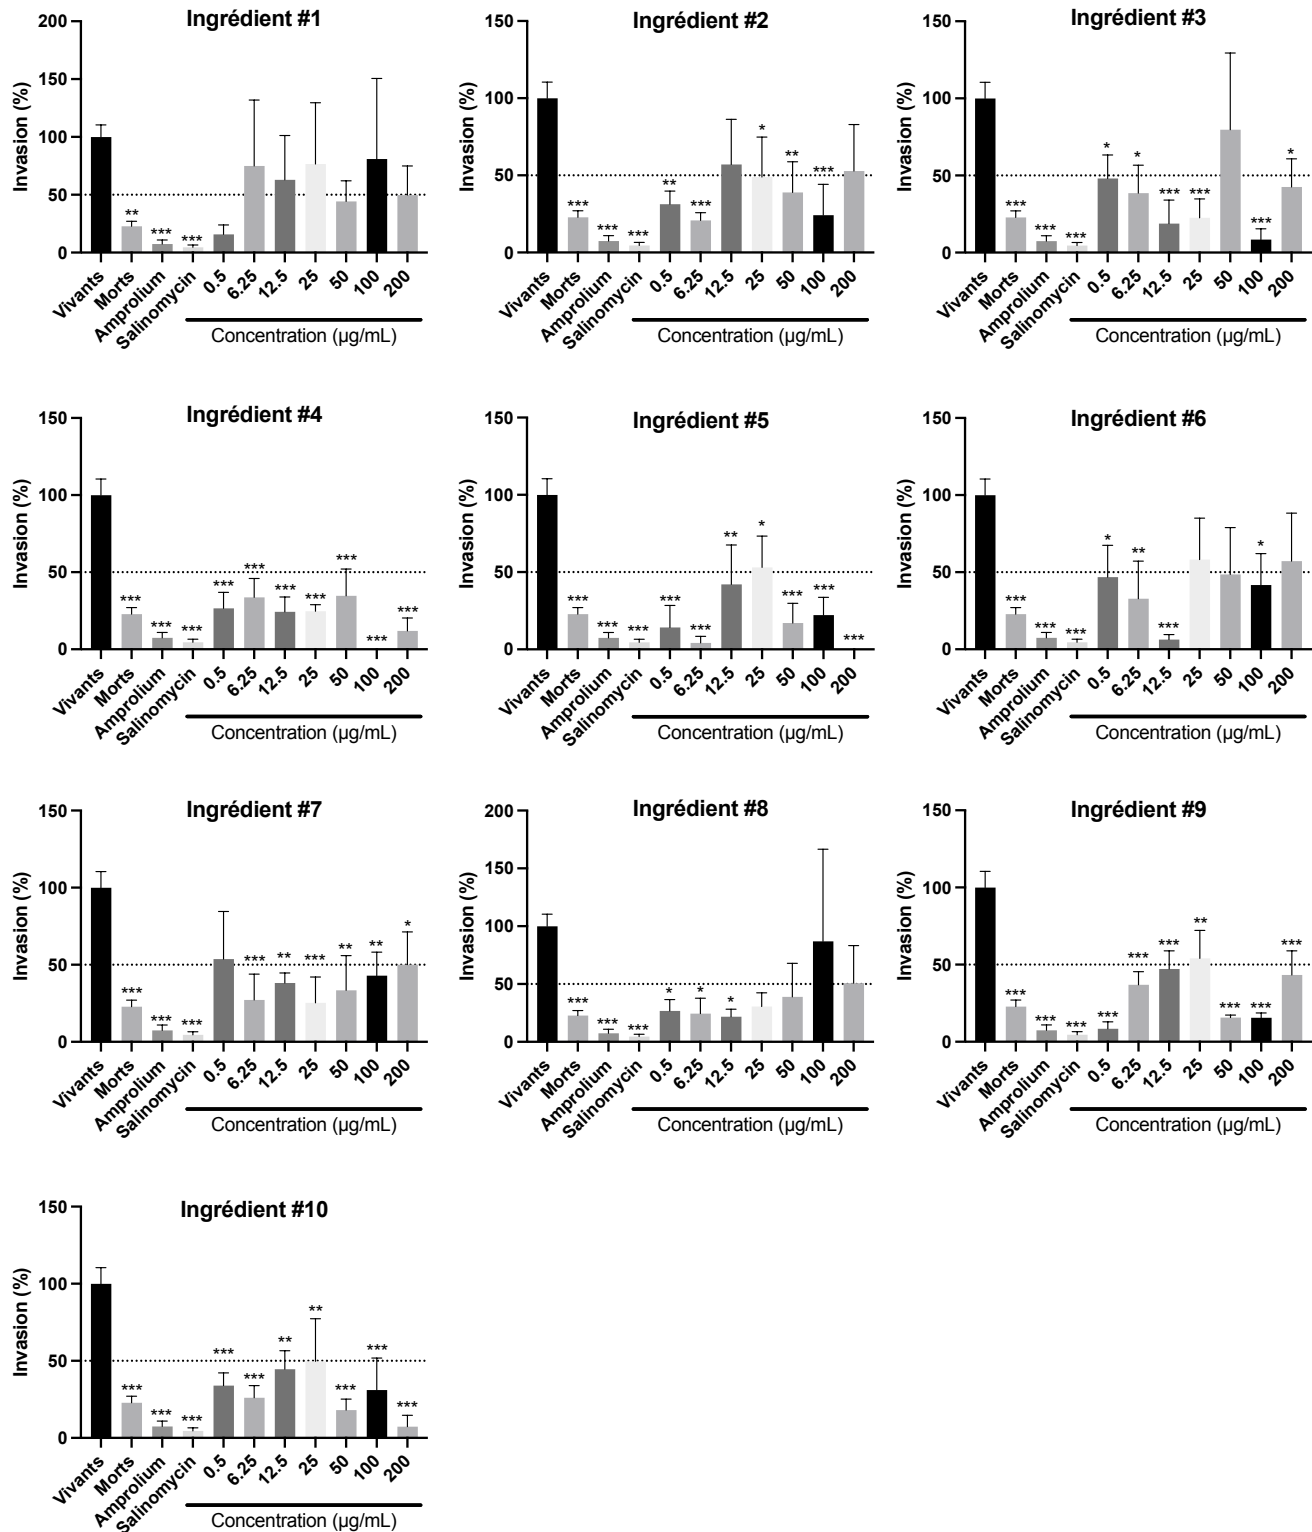 Ingrédient #1
Invasion (%)
200
150
100
50
0
** *** ***
Vivants Morts Amprolium Salinomycin 0.5 6.25 12.5 25 50 100 200
Concentration (µg/mL)
Ingrédient #2
Invasion (%)
150
100
50
0
*** *** *** ** *** * ** ***
Vivants Morts Amprolium Salinomycin 0.5 6.25 12.5 25 50 100 200
Concentration (µg/mL)
Ingrédient #3
Invasion (%)
150
100
50
0
*** *** *** * * *** *** *** *
Vivants Morts Amprolium Salinomycin 0.5 6.25 12.5 25 50 100 200
Concentration (µg/mL)
Ingrédient #4
Invasion (%)
150
100
50
0
*** *** *** *** *** *** *** *** *** ***
Vivants Morts Amprolium Salinomycin 0.5 6.25 12.5 25 50 100 200
Concentration (µg/mL)
Ingrédient #5
Invasion (%)
150
100
50
0
*** *** *** *** *** ** * *** *** ***
Vivants Morts Amprolium Salinomycin 0.5 6.25 12.5 25 50 100 200
Concentration (µg/mL)
Ingrédient #6
Invasion (%)
150
100
50
0
*** *** *** * ** *** *
Vivants Morts Amprolium Salinomycin 0.5 6.25 12.5 25 50 100 200
Concentration (µg/mL)
Ingrédient #7
Invasion (%)
150
100
50
0
*** *** *** *** ** *** ** ** *
Vivants Morts Amprolium Salinomycin 0.5 6.25 12.5 25 50 100 200
Concentration (µg/mL)
Ingrédient #8
Invasion (%)
200
150
100
50
0
*** *** *** * * *
Vivants Morts Amprolium Salinomycin 0.5 6.25 12.5 25 50 100 200
Concentration (µg/mL)
Ingrédient #9
Invasion (%)
150
100
50
0
*** *** *** *** *** *** ** *** *** ***
Vivants Morts Amprolium Salinomycin 0.5 6.25 12.5 25 50 100 200
Concentration (µg/mL)
Ingrédient #10
Invasion (%)
150
100
50
0
*** *** *** *** *** ** ** *** *** ***
Vivants Morts Amprolium Salinomycin 0.5 6.25 12.5 25 50 100 200
Concentration (µg/mL)